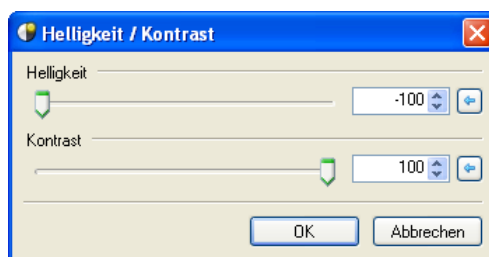 Helligkeit / Kontrast
Helligkeit
-100
Kontrast
100
OK Abbrechen